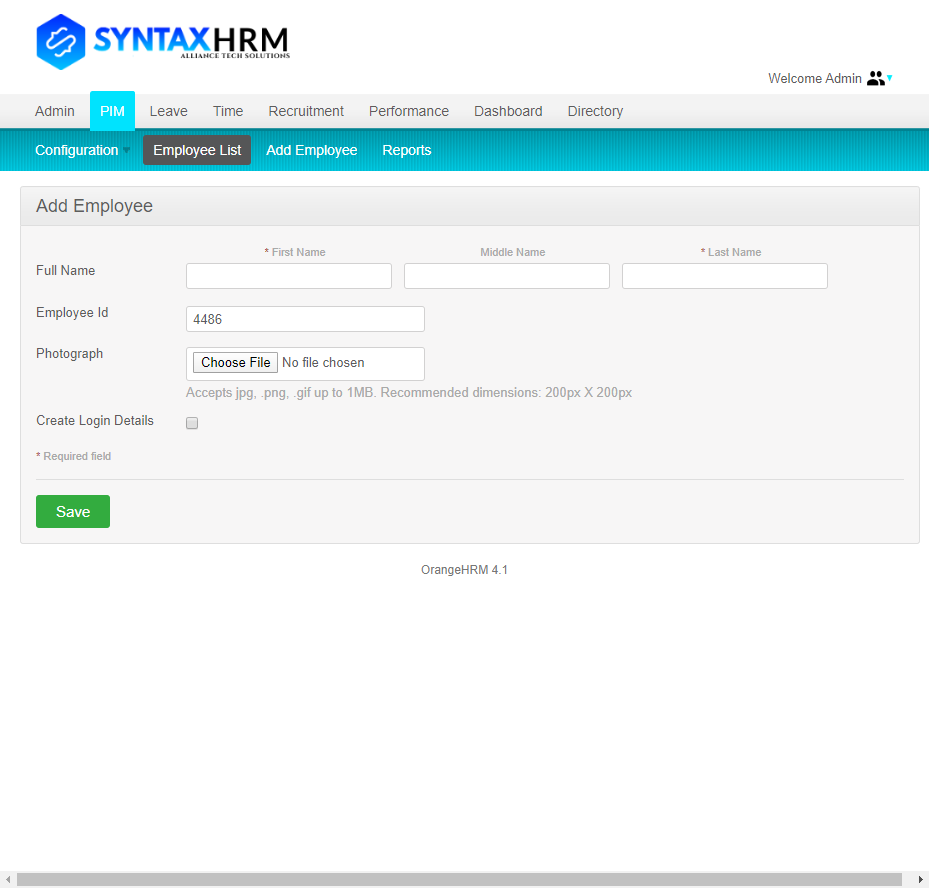 SYNTAXHRM
ALLIANCE TECH SOLUTIONS
Welcome Admin
Admin PIM Leave Time Recruitment Performance Dashboard Directory
Configuration Employee List Add Employee Reports
Add Employee
* First Name Middle Name * Last Name
Full Name
Employee Id 4486
Photograph Choose File No file chosen
Accepts jpg, .png, .gif up to 1MB. Recommended dimensions: 200px X 200px
Create Login Details
* Required field
Save
OrangeHRM 4.1